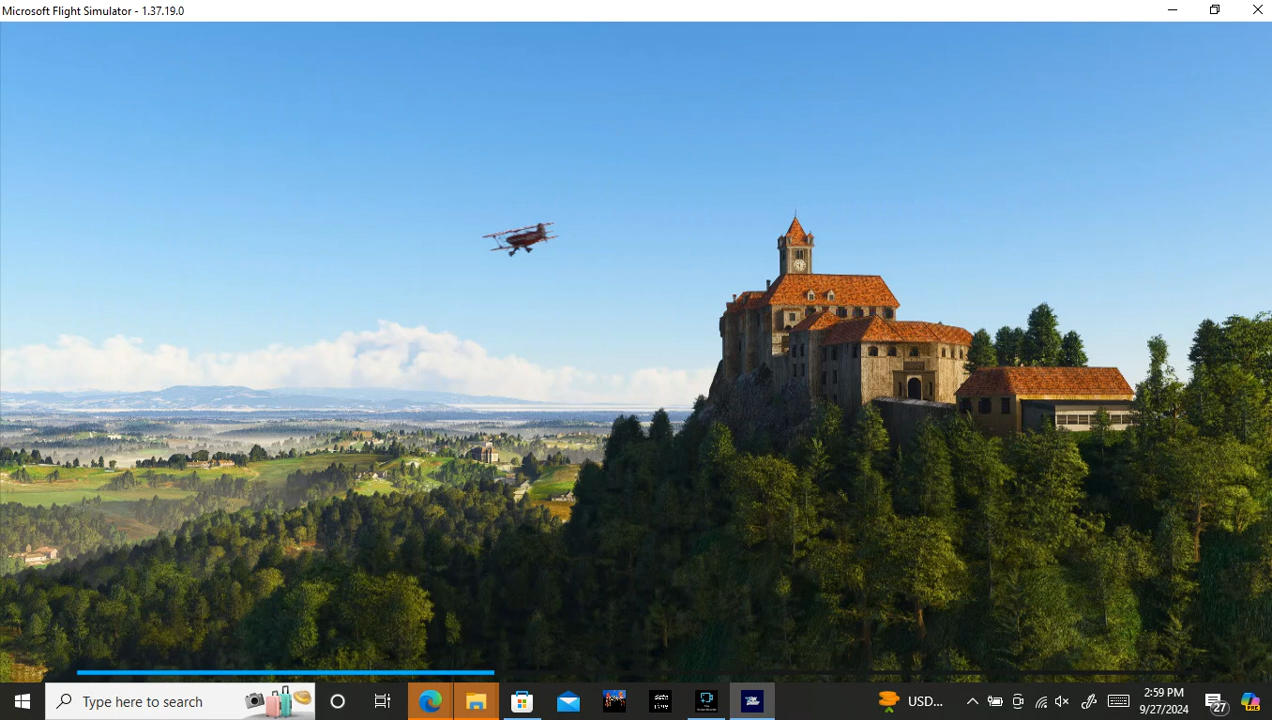 Microsoft Flight Simulator - 1.37.19.0
Type here to search
USD...
2:59 PM
9/27/2024
27
PRE